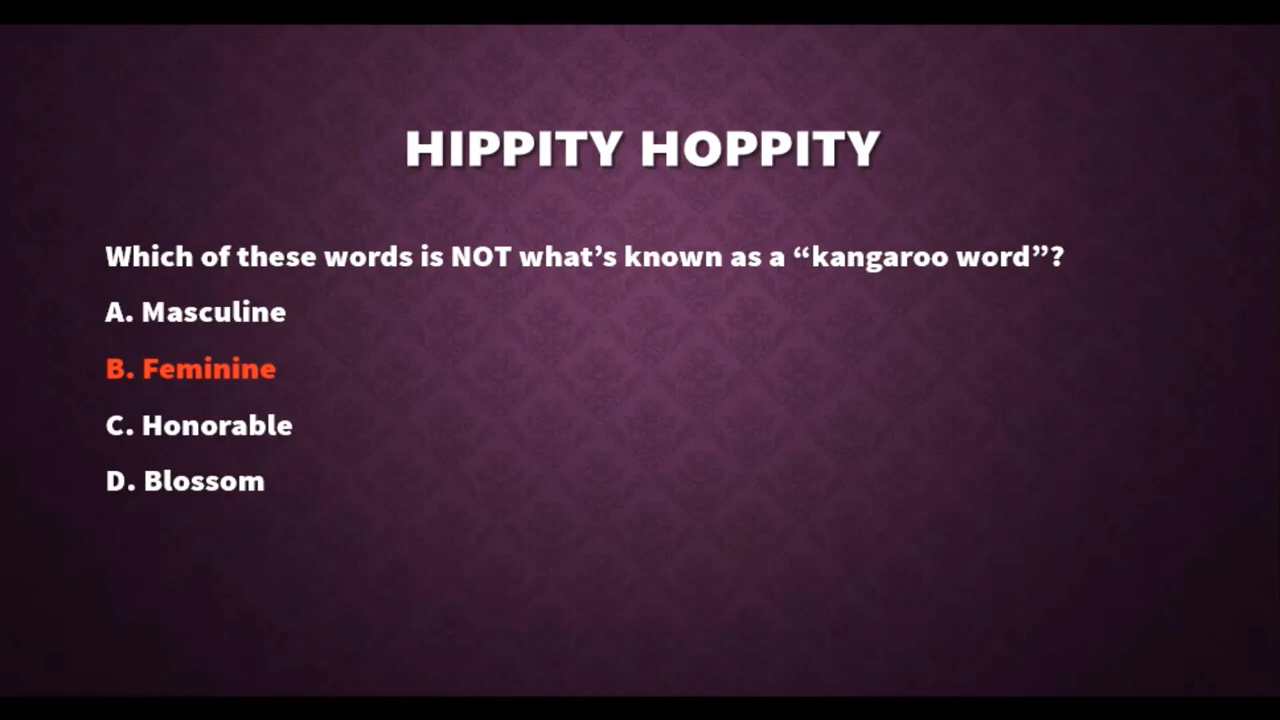 HIPPITY HOPPITY
Which of these words is NOT what’s known as a “kangaroo word”?
A. Masculine
B. Feminine
C. Honorable
D. Blossom